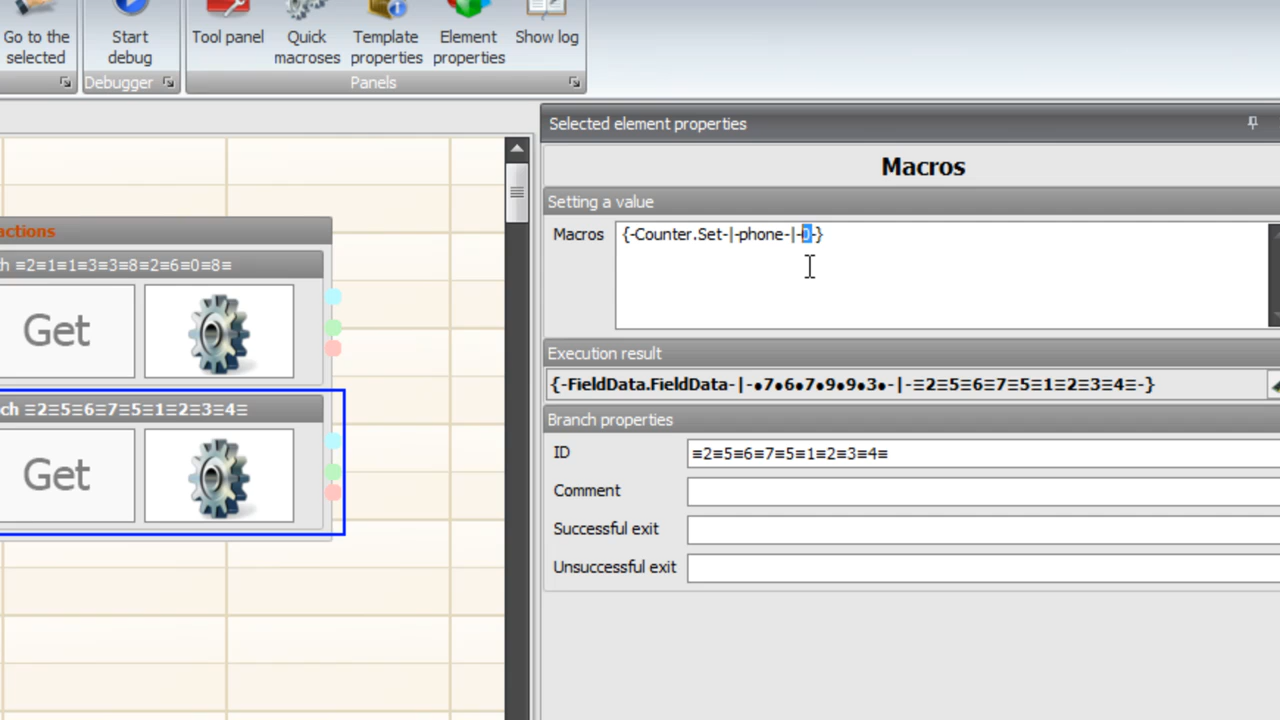 Go to the
selected
Start
debug
Tool panel
Quick
macroses
Template
properties
Element
properties
Show log
Debugger
Panels
Selected element properties
Macros
Setting a value
Macros
{-Counter.Set-|-phone-|-0-}
Execution result
{-FieldData.FieldData-|-●7●6●7●9●9●3●-|-≡2≡5≡6≡7≡5≡1≡2≡3≡4≡-}
Branch properties
ID
≡2≡5≡6≡7≡5≡1≡2≡3≡4≡
Comment
Successful exit
Unsuccessful exit
actions
ch ≡2≡1≡1≡3≡3≡8≡2≡6≡0≡8≡
Get
ch ≡2≡5≡6≡7≡5≡1≡2≡3≡4≡
Get